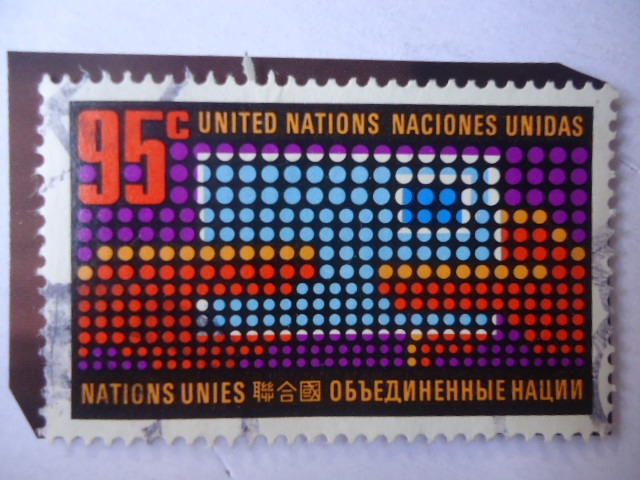 95c UNITED NATIONS NACIONES UNIDAS
NATIONS UNIES 聯合國 ОБЪЕДИНЕННЫЕ НАЦИИ